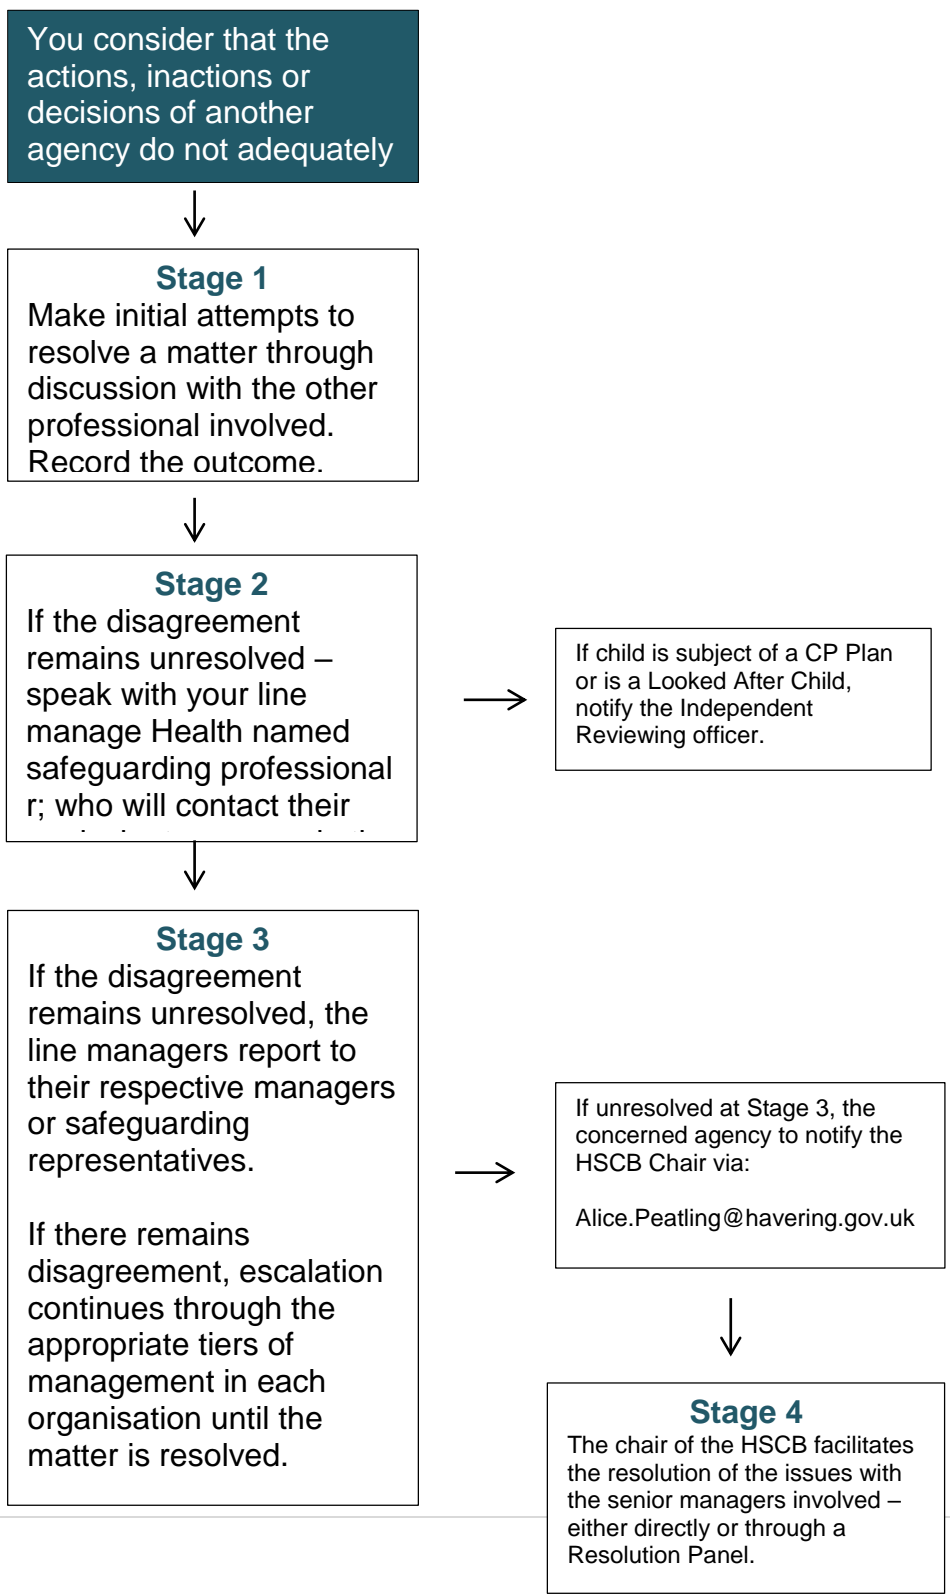 You consider that the
actions, inactions or
decisions of another
agency do not adequately
Stage 1
Make initial attempts to
resolve a matter through
discussion with the other
professional involved.
Record the outcome.
Stage 2
If the disagreement
remains unresolved –
speak with your line
manage Health named
safeguarding professional
r; who will contact their
If child is subject of a CP Plan
or is a Looked After Child,
notify the Independent
Reviewing officer.
Stage 3
If the disagreement
remains unresolved, the
line managers report to
their respective managers
or safeguarding
representatives.
If there remains
disagreement, escalation
continues through the
appropriate tiers of
management in each
organisation until the
matter is resolved.
If unresolved at Stage 3, the
concerned agency to notify the
HSCB Chair via:
Alice.Peatling@havering.gov.uk
Stage 4
The chair of the HSCB facilitates
the resolution of the issues with
the senior managers involved –
either directly or through a
Resolution Panel.